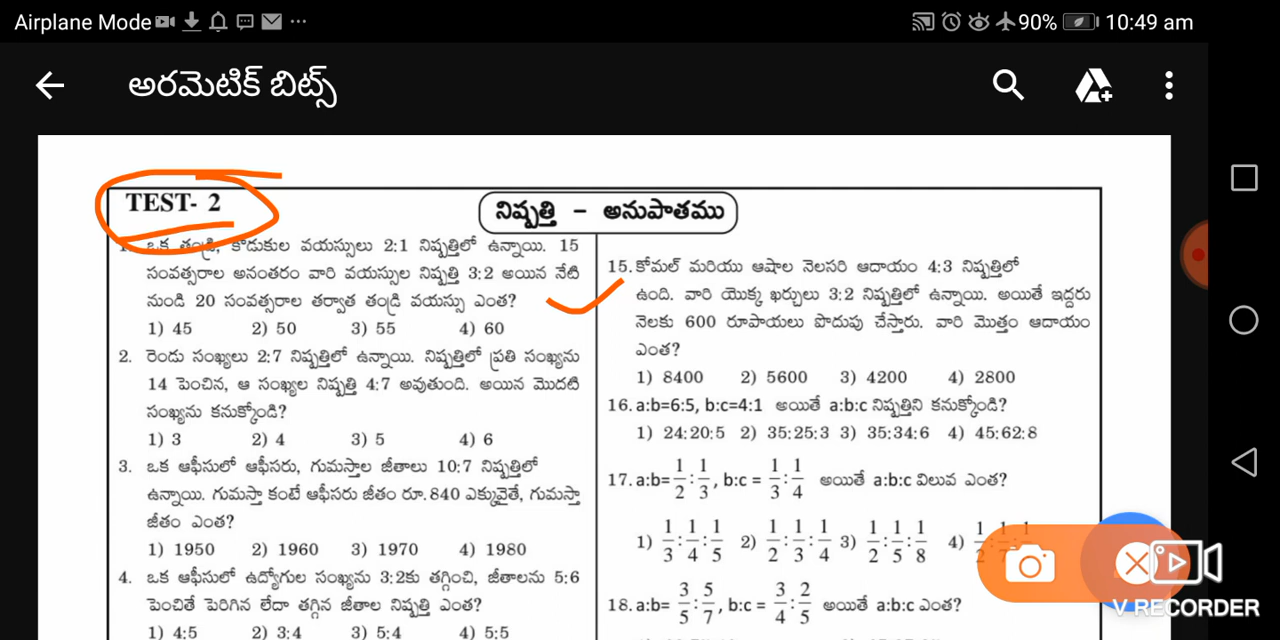 Airplane Mode ... 90% 10:49 am
అరమెటిక్ బిట్స్
TEST- 2
నిష్పత్తి – అనుపాతము
1. ఒక తండ్రి, కొడుకుల వయస్సులు 2:1 నిష్పత్తిలో ఉన్నాయి. 15
సంవత్సరాల అనంతరం వారి వయస్సుల నిష్పత్తి 3:2 అయిన నేటి
నుండి 20 సంవత్సరాల తర్వాత తండ్రి వయస్సు ఎంత?
1) 45 2) 50 3) 55 4) 60
2. రెండు సంఖ్యలు 2:7 నిష్పత్తిలో ఉన్నాయి. నిష్పత్తిలో ప్రతి సంఖ్యను
14 పెంచిన, ఆ సంఖ్యల నిష్పత్తి 4:7 అవుతుంది. అయిన మొదటి
సంఖ్యను కనుక్కోండి?
1) 3 2) 4 3) 5 4) 6
3. ఒక ఆఫీసులో ఆఫీసరు, గుమస్తాల జీతాలు 10:7 నిష్పత్తిలో
ఉన్నాయి. గుమస్తా కంటే ఆఫీసరు జీతం రూ.840 ఎక్కువైతే, గుమస్తా
జీతం ఎంత?
1) 1950 2) 1960 3) 1970 4) 1980
4. ఒక ఆఫీసులో ఉద్యోగుల సంఖ్యను 3:2కు తగ్గించి, జీతాలను 5:6
పెంచితే పెరిగిన లేదా తగ్గిన జీతాల నిష్పత్తి ఎంత?
1) 4:5 2) 3:4 3) 5:4 4) 5:5
15. కోమల్ మరియు ఆషాల నెలసరి ఆదాయం 4:3 నిష్పత్తిలో
ఉంది. వారి యొక్క ఖర్చులు 3:2 నిష్పత్తిలో ఉన్నాయి. అయితే ఇద్దరు
నెలకు 600 రూపాయలు పొదుపు చేస్తారు. వారి మొత్తం ఆదాయం
ఎంత?
1) 8400 2) 5600 3) 4200 4) 2800
16. a:b=6:5, b:c=4:1 అయితే a:b:c నిష్పత్తిని కనుక్కోండి?
1) 24:20:5 2) 35:25:3 3) 35:34:6 4) 45:62:8
17. a:b=1/2:1/3, b:c = 1/3:1/4 అయితే a:b:c విలువ ఎంత?
1) 1/3:1/4:1/5 2) 1/2:1/3:1/4 3) 1/2:1/5:1/8 4)
18. a:b= 3/5:5/7, b:c = 3/4:2/5 అయితే a:b:c ఎంత?
V RECORDER